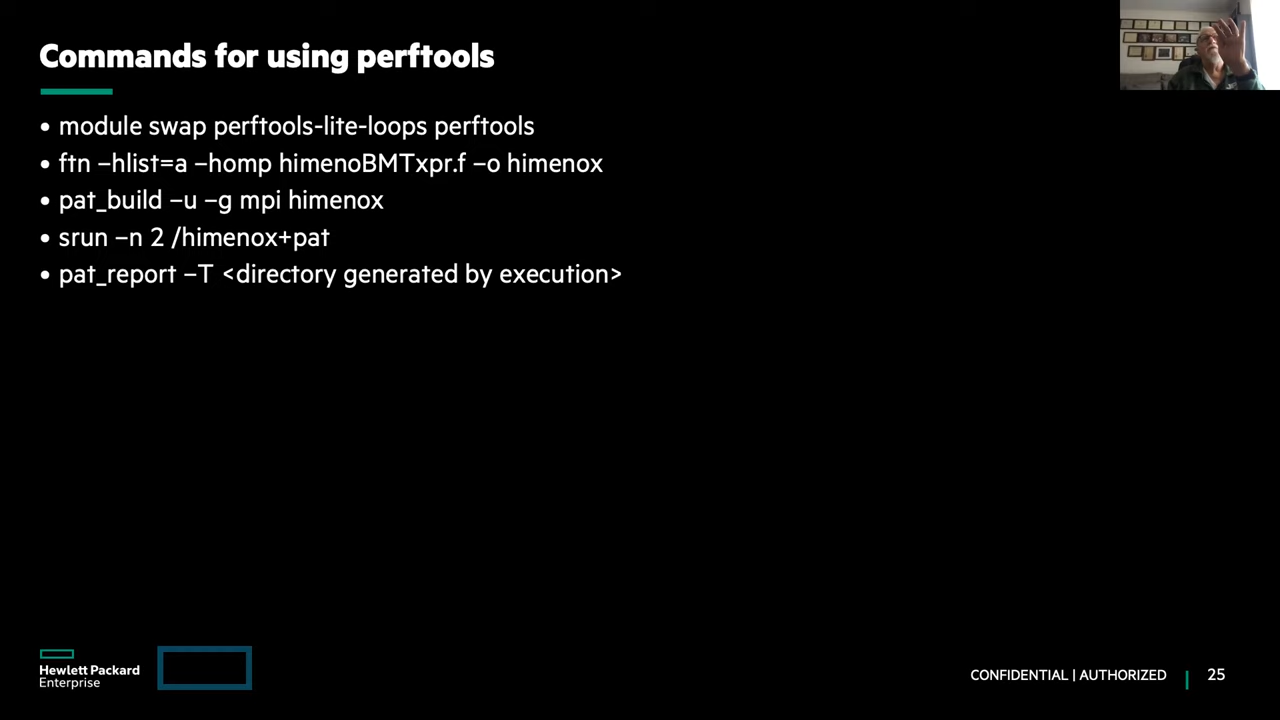 Commands for using perftools
• module swap perftools-lite-loops perftools
• ftn –hlist=a –homp himenoBMTxpr.f –o himenox
• pat_build –u –g mpi himenox
• srun –n 2 /himenox+pat
• pat_report –T <directory generated by execution>
Hewlett Packard
Enterprise
CONFIDENTIAL | AUTHORIZED
25